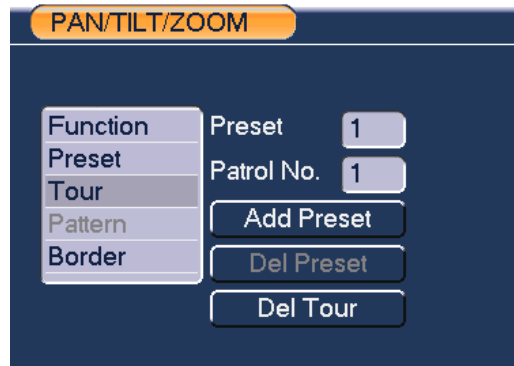 PAN/TILT/ZOOM
Function
Preset
Tour
Pattern
Border
Preset 1
Patrol No. 1
Add Preset
Del Preset
Del Tour